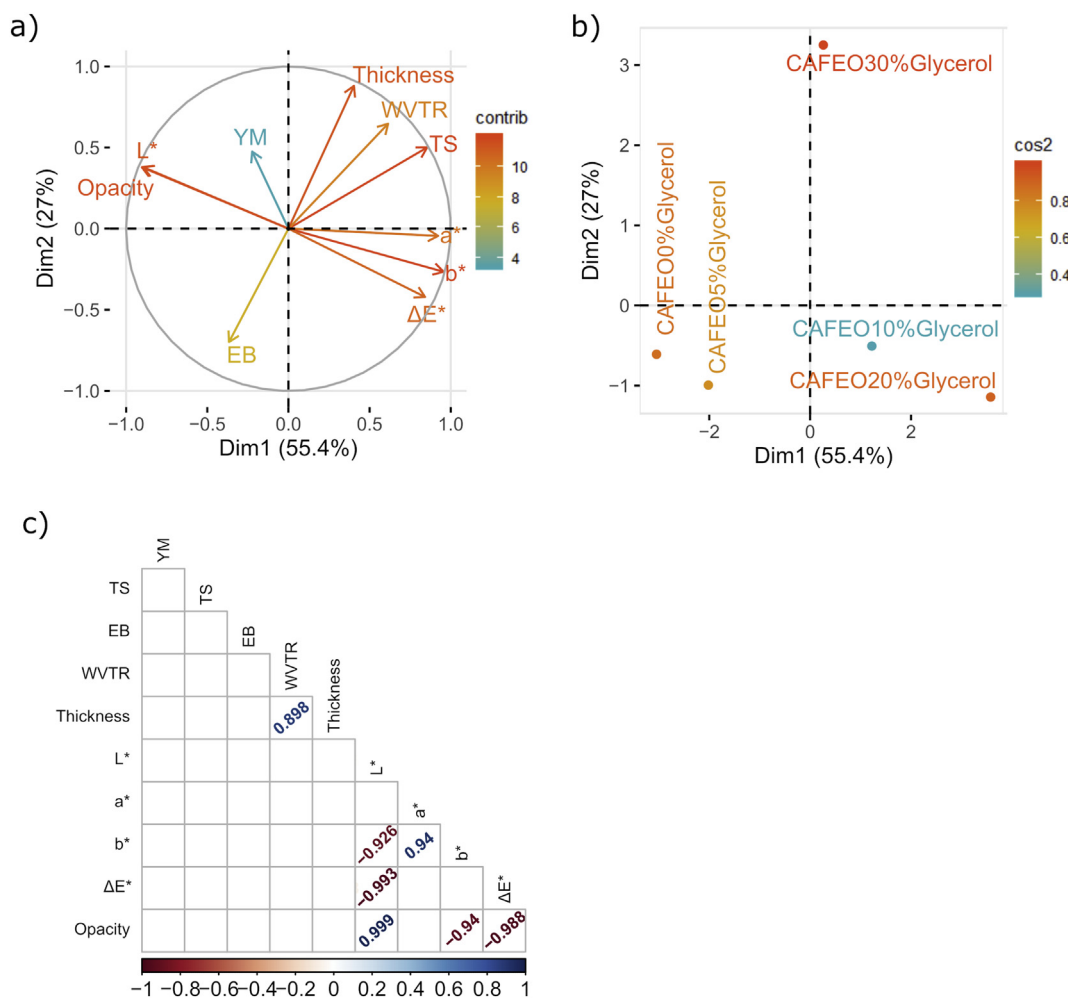 a)
1.0
0.5
0.0
−0.5
−1.0
Dim2 (27%)
−1.0
−0.5
0.0
0.5
1.0
Dim1 (55.4%)
Thickness
WVTR
TS
YM
L*
Opacity
a*
b*
ΔE*
EB
contrib
10
8
6
4
b)
3
2
1
0
−1
Dim2 (27%)
−2
0
2
Dim1 (55.4%)
CAFEO30%Glycerol
CAFEO0%Glycerol
CAFEO5%Glycerol
CAFEO10%Glycerol
CAFEO20%Glycerol
cos2
0.8
0.6
0.4
c)
YM
TS
TS
EB
EB
WVTR
WVTR
Thickness
0.898
Thickness
L*
L*
a*
a*
b*
−0.926
0.94
b*
ΔE*
−0.993
ΔE*
Opacity
0.999
−0.94
−0.988
−1 −0.8 −0.6 −0.4 −0.2 0 0.2 0.4 0.6 0.8 1